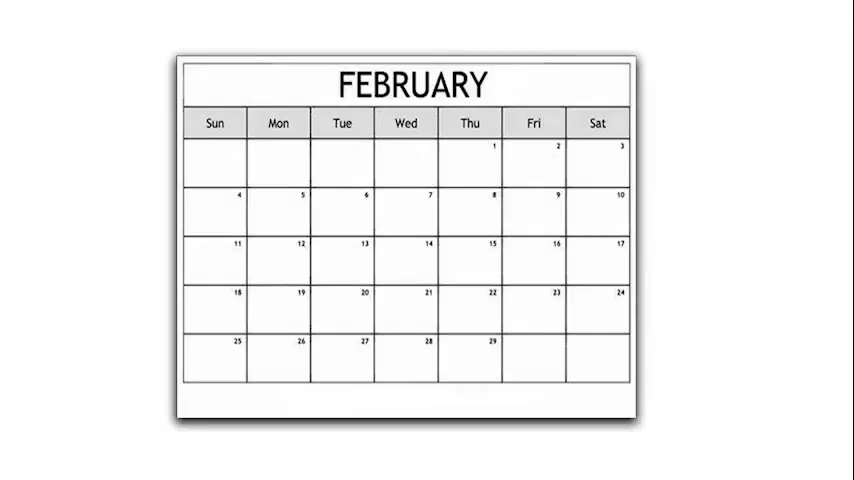 FEBRUARY
Sun Mon Tue Wed Thu Fri Sat
1 2 3
4 5 6 7 8 9 10
11 12 13 14 15 16 17
18 19 20 21 22 23 24
25 26 27 28 29